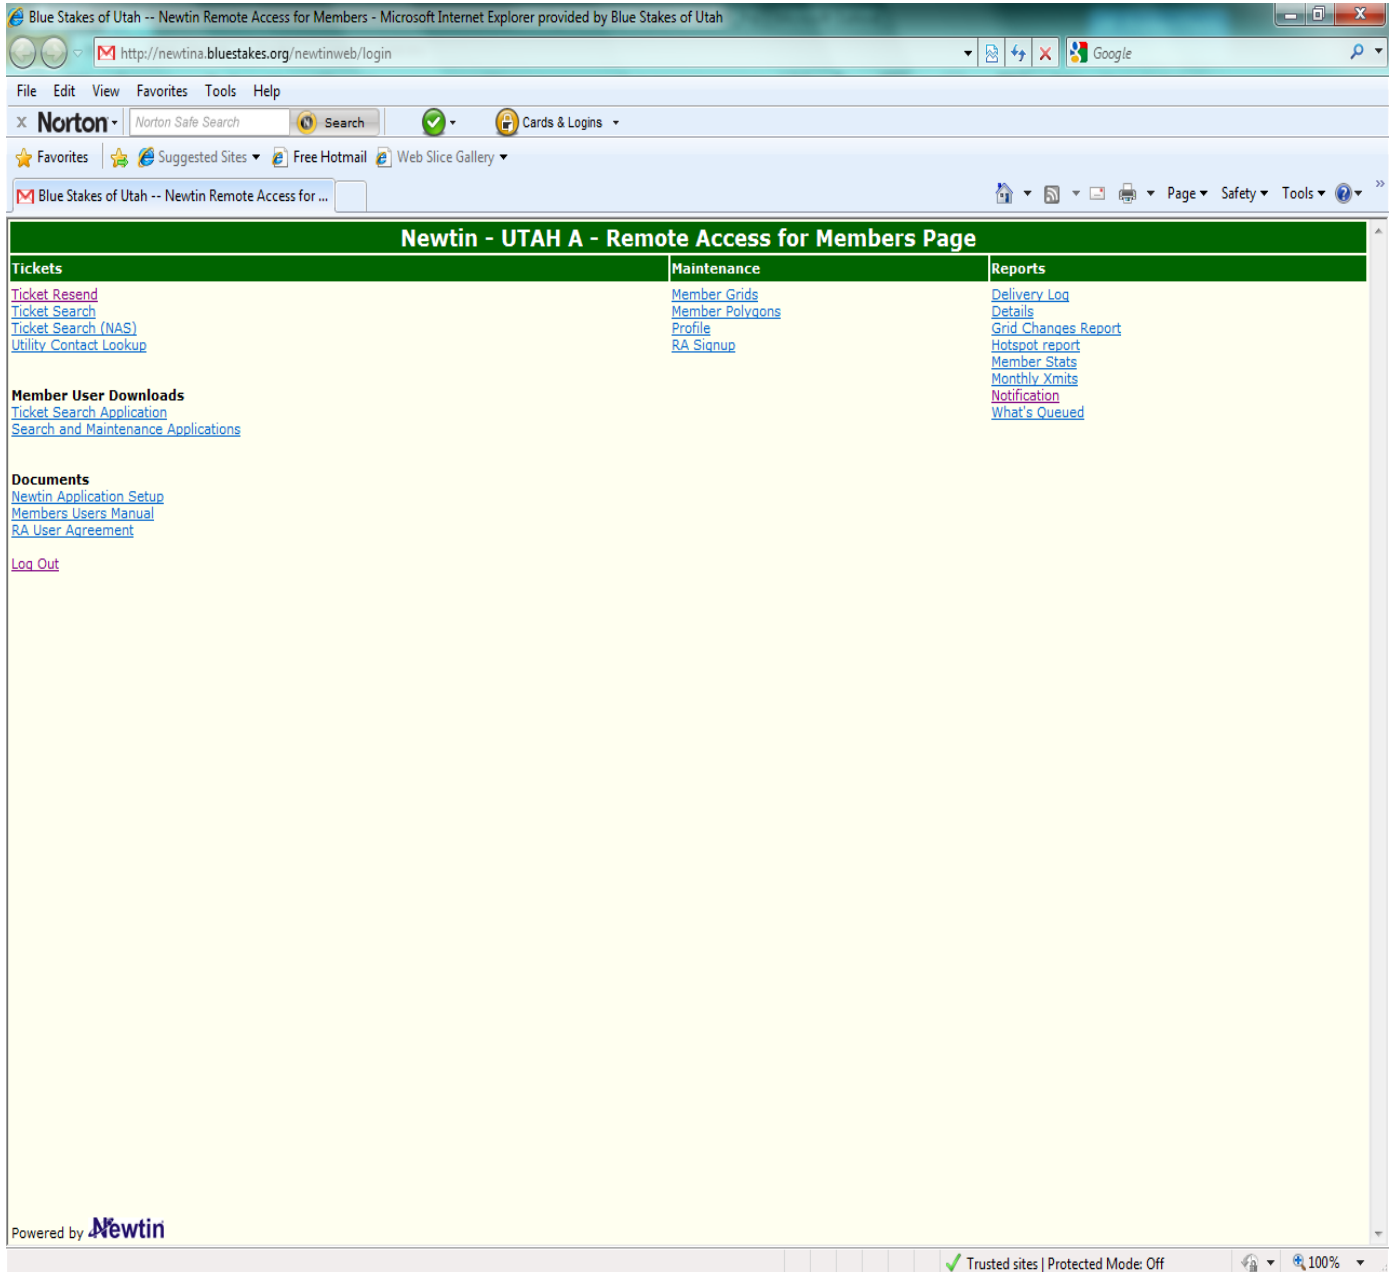 Blue Stakes of Utah -- Newtin Remote Access for Members - Microsoft Internet Explorer provided by Blue Stakes of Utah
http://newtina.bluestakes.org/newtinweb/login
Google
File Edit View Favorites Tools Help
x Norton Norton Safe Search Search Cards & Logins
Favorites Suggested Sites Free Hotmail Web Slice Gallery
Blue Stakes of Utah -- Newtin Remote Access for ... Page Safety Tools
Newtin - UTAH A - Remote Access for Members Page
Tickets Maintenance Reports
Ticket Resend Member Grids Delivery Log
Ticket Search Member Polygons Details
Ticket Search (NAS) Profile Grid Changes Report
Utility Contact Lookup RA Signup Hotspot report
Member Stats
Monthly Xmits
Member User Downloads Notification
Ticket Search Application What's Queued
Search and Maintenance Applications
Documents
Newtin Application Setup
Members Users Manual
RA User Agreement
Log Out
Powered by Newtin
Trusted sites | Protected Mode: Off 100%